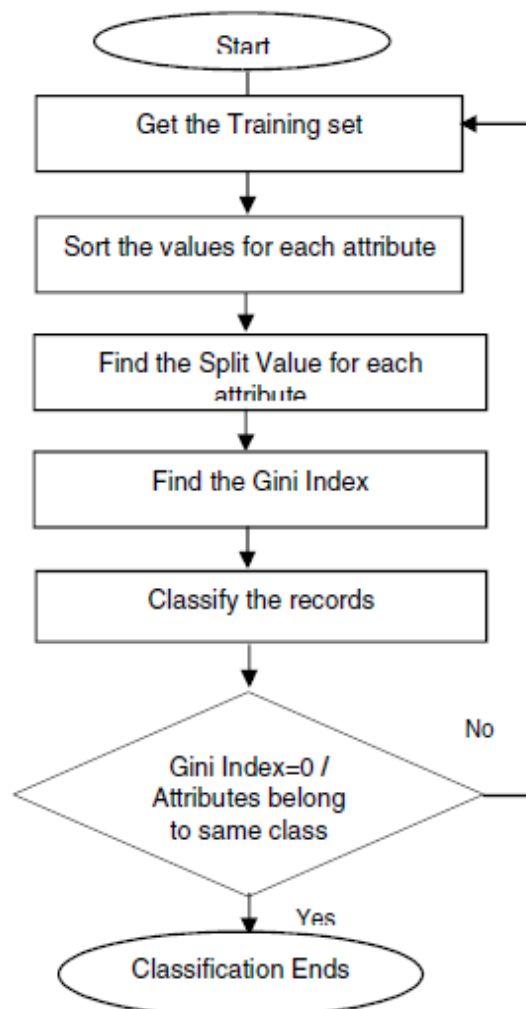 Start
Get the Training set
Sort the values for each attribute
Find the Split Value for each
attribute
Find the Gini Index
Classify the records
No
Gini Index=0 /
Attributes belong
to same class
Yes
Classification Ends